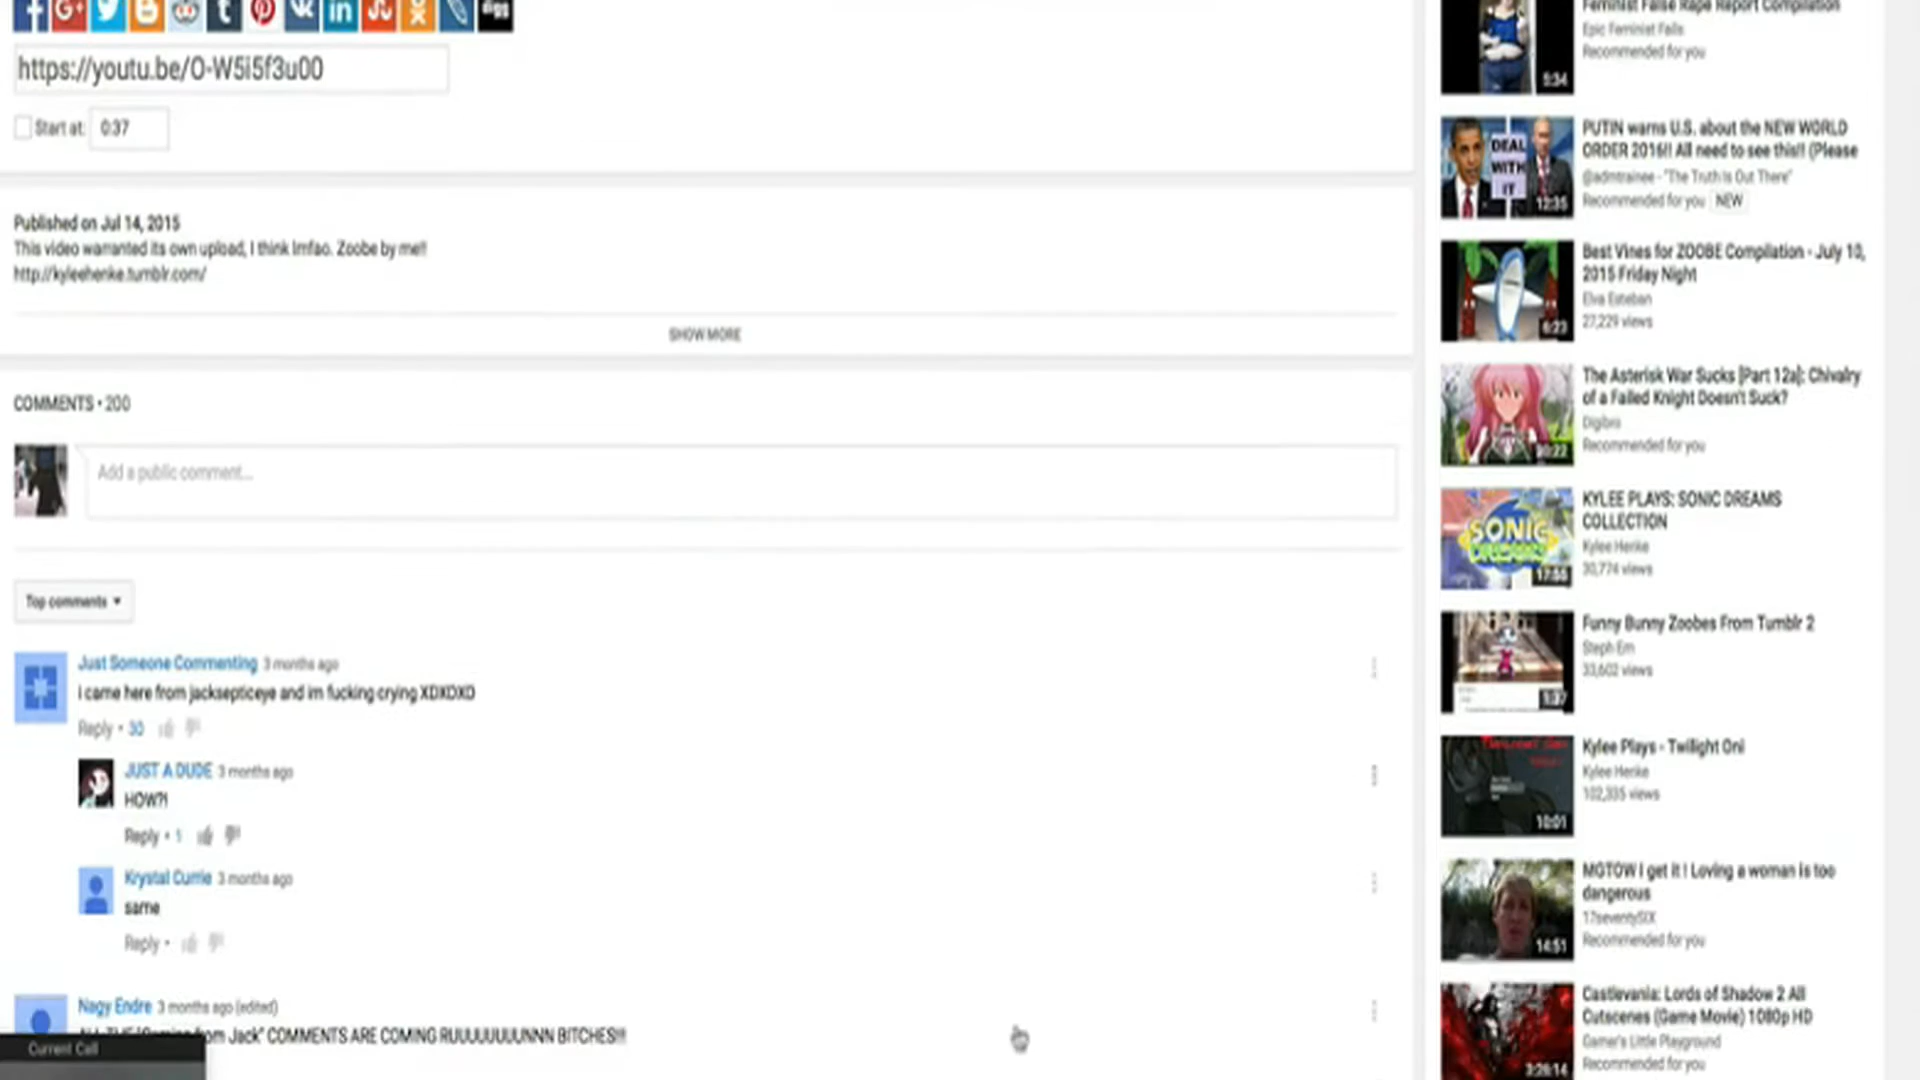 digg
https://youtu.be/O-W5i5f3u00
Start at: 0:37
Published on Jul 14, 2015
This video warranted its own upload, I think lmfao. Zoobe by me!!
http://kyleehenke.tumblr.com/
SHOW MORE
COMMENTS • 200
Add a public comment...
Top comments
Just Someone Commenting 3 months ago
i came here from jacksepticeye and im fucking crying XDXDXD
Reply • 30
JUST A DUDE 3 months ago
HOW?!
Reply • 1
Krystal Currie 3 months ago
same
Reply •
Nagy Endre 3 months ago (edited)
from Jack" COMMENTS ARE COMING RUUUUUUUUNNN BITCHES!!!
Current Call
Feminist False Rape Report Compilation
Epic Feminist Fails
Recommended for you
5:34
PUTIN warns U.S. about the NEW WORLD
ORDER 2016!! All need to see this!! (Please
@admtrainee - "The Truth Is Out There"
Recommended for you NEW
DEAL
WITH
IT
12:35
Best Vines for ZOOBE Compilation - July 10,
2015 Friday Night
Elva Esteban
27,229 views
6:23
The Asterisk War Sucks [Part 12a]: Chivalry
of a Failed Knight Doesn't Suck?
Digibro
Recommended for you
KYLEE PLAYS: SONIC DREAMS
COLLECTION
Kylee Henke
30,774 views
SONIC
17:55
Funny Bunny Zoobes From Tumblr 2
Steph Em
33,602 views
1:37
Kylee Plays - Twilight Oni
Kylee Henke
102,335 views
10:01
MGTOW I get it ! Loving a woman is too
dangerous
17seventySIX
Recommended for you
14:51
Castlevania: Lords of Shadow 2 All
Cutscenes (Game Movie) 1080p HD
Gamer's Little Playground
Recommended for you
3:26:14